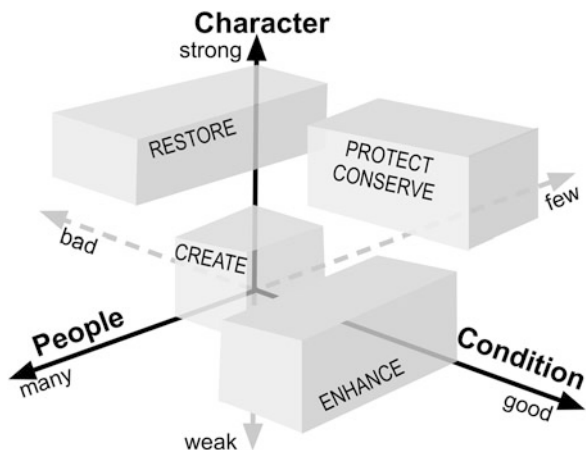 Character
strong
RESTORE
PROTECT
CONSERVE
few
bad
CREATE
People
many
Condition
good
ENHANCE
weak